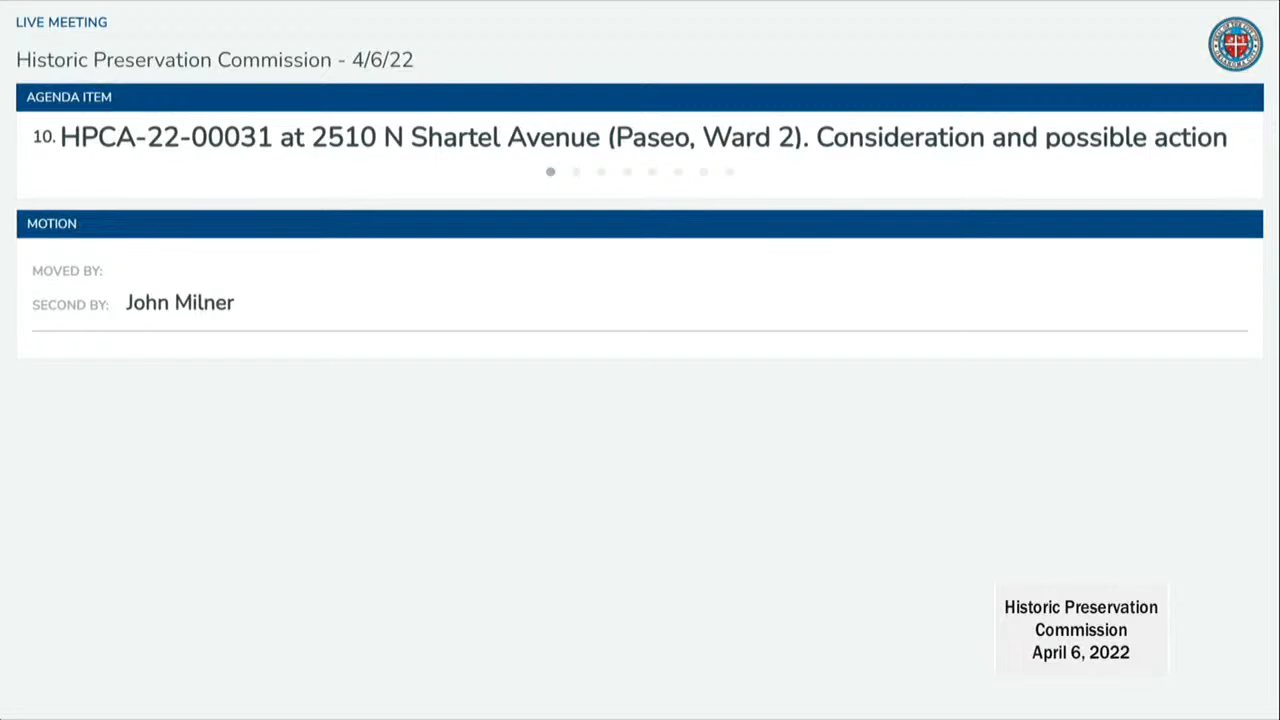 LIVE MEETING
Historic Preservation Commission - 4/6/22
AGENDA ITEM
10. HPCA-22-00031 at 2510 N Shartel Avenue (Paseo, Ward 2). Consideration and possible action
MOTION
MOVED BY:
SECOND BY: John Milner
Historic Preservation
Commission
April 6, 2022